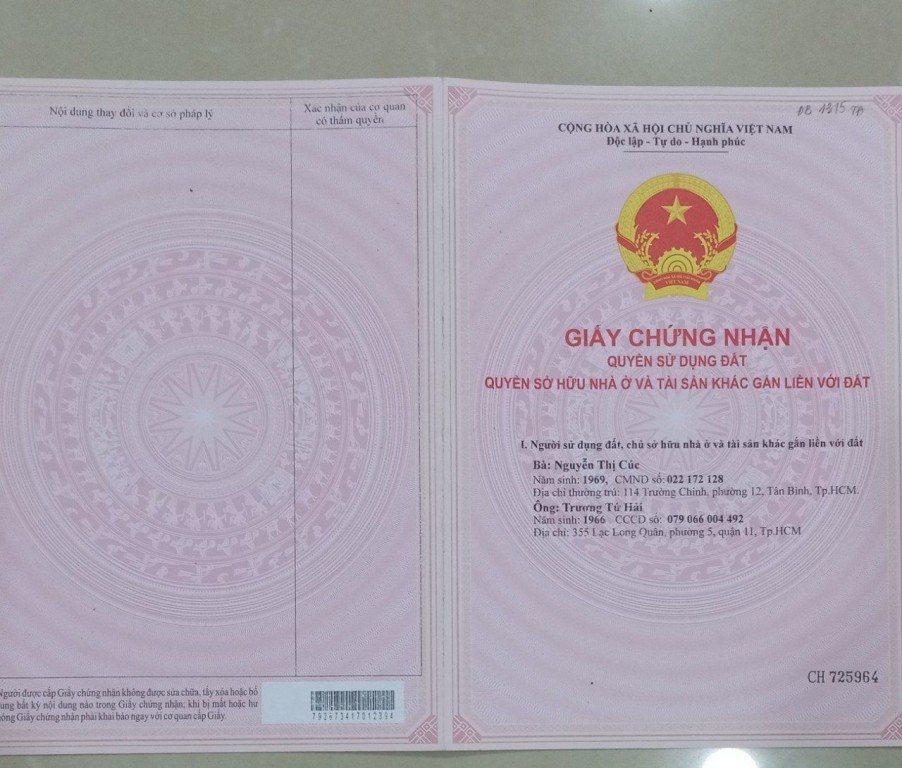 Nội dung thay đổi và cơ sở pháp lý
Xác nhận của cơ quan
có thẩm quyền
Người được cấp Giấy chứng nhận không được sửa chữa, tẩy xóa hoặc bổ
dung bất kỳ nội dung nào trong Giấy chứng nhận; khi bị mất hoặc hư
hỏng Giấy chứng nhận phải khai báo ngay với cơ quan cấp Giấy.
CỘNG HÒA XÃ HỘI CHỦ NGHĨA VIỆT NAM
Độc lập - Tự do - Hạnh phúc
VIỆT NAM
GIẤY CHỨNG NHẬN
QUYỀN SỬ DỤNG ĐẤT
QUYỀN SỞ HỮU NHÀ Ở VÀ TÀI SẢN KHÁC GẮN LIỀN VỚI ĐẤT
I. Người sử dụng đất, chủ sở hữu nhà ở và tài sản khác gắn liền với đất
Bà: Nguyễn Thị Cúc
Năm sinh: 1969, CMND số: 022 172 128
Địa chỉ thường trú: 114 Trường Chinh, phường 12, Tân Bình, Tp.HCM.
Ông: Trương Tứ Hải
Năm sinh: 1966 CCCD số: 079 066 004 492
Địa chỉ: 355 Lạc Long Quân, phường 5, quận 11, Tp.HCM
CH 725964